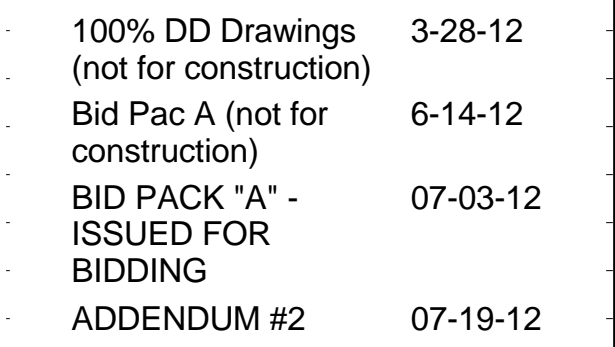 100% DD Drawings 3-28-12
(not for construction)
Bid Pac A (not for 6-14-12
construction)
BID PACK "A" - 07-03-12
ISSUED FOR
BIDDING
ADDENDUM #2 07-19-12